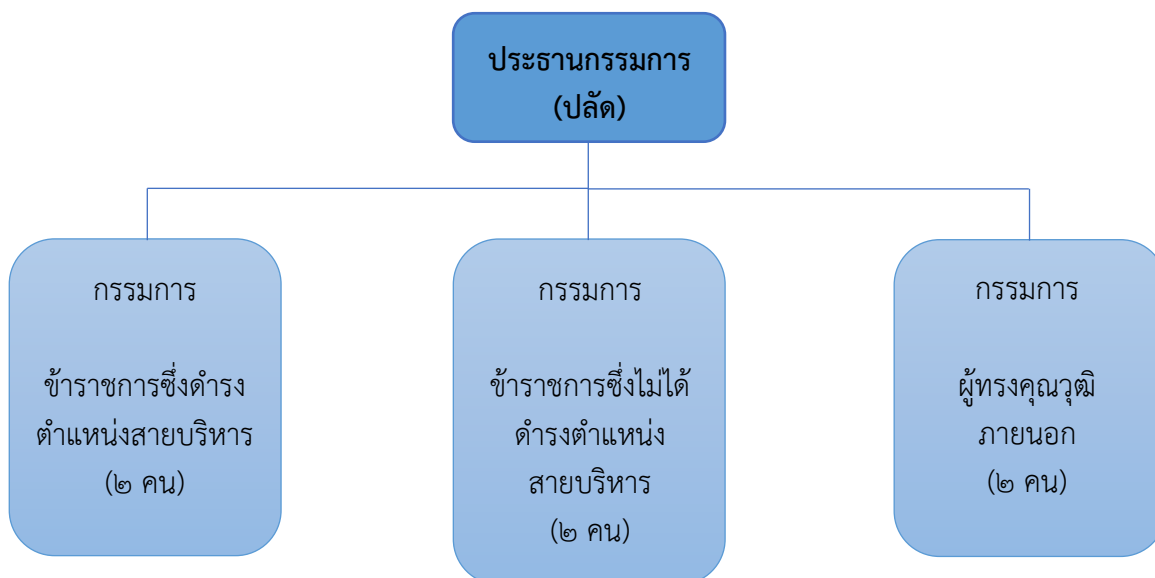 ประธานกรรมการ
(ปลัด)
กรรมการ
ข้าราชการซึ่งดำรง
ตำแหน่งสายบริหาร
(๒ คน)
กรรมการ
ข้าราชการซึ่งไม่ได้
ดำรงตำแหน่ง
สายบริหาร
(๒ คน)
กรรมการ
ผู้ทรงคุณวุฒิ
ภายนอก
(๒ คน)